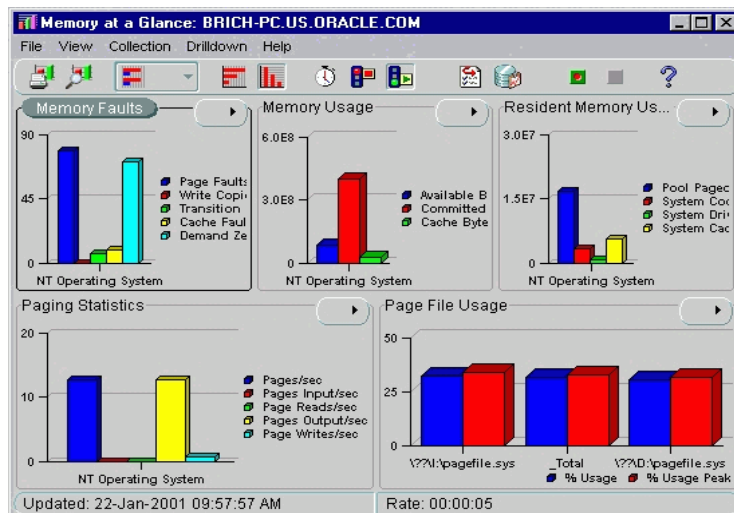 Memory at a Glance: BRICH-PC.US.ORACLE.COM
File View Collection Drilldown Help
Memory Faults
90
45
0
Page Faults
Write Copi
Transition
Cache Faul
Demand Ze
NT Operating System
Memory Usage
6.0E8
3.0E8
0
Available B
Committed
Cache Byte
NT Operating System
Resident Memory Us...
3.0E7
1.5E7
0
Pool Paged
System Cod
System Driv
System Cac
NT Operating System
Paging Statistics
20
10
0
Pages/sec
Pages Input/sec
Page Reads/sec
Pages Output/sec
Page Writes/sec
NT Operating System
Page File Usage
50
25
0
\??\I:\pagefile.sys _Total \??\D:\pagefile.sys
% Usage % Usage Peak
Updated: 22-Jan-2001 09:57:57 AM Rate: 00:00:05